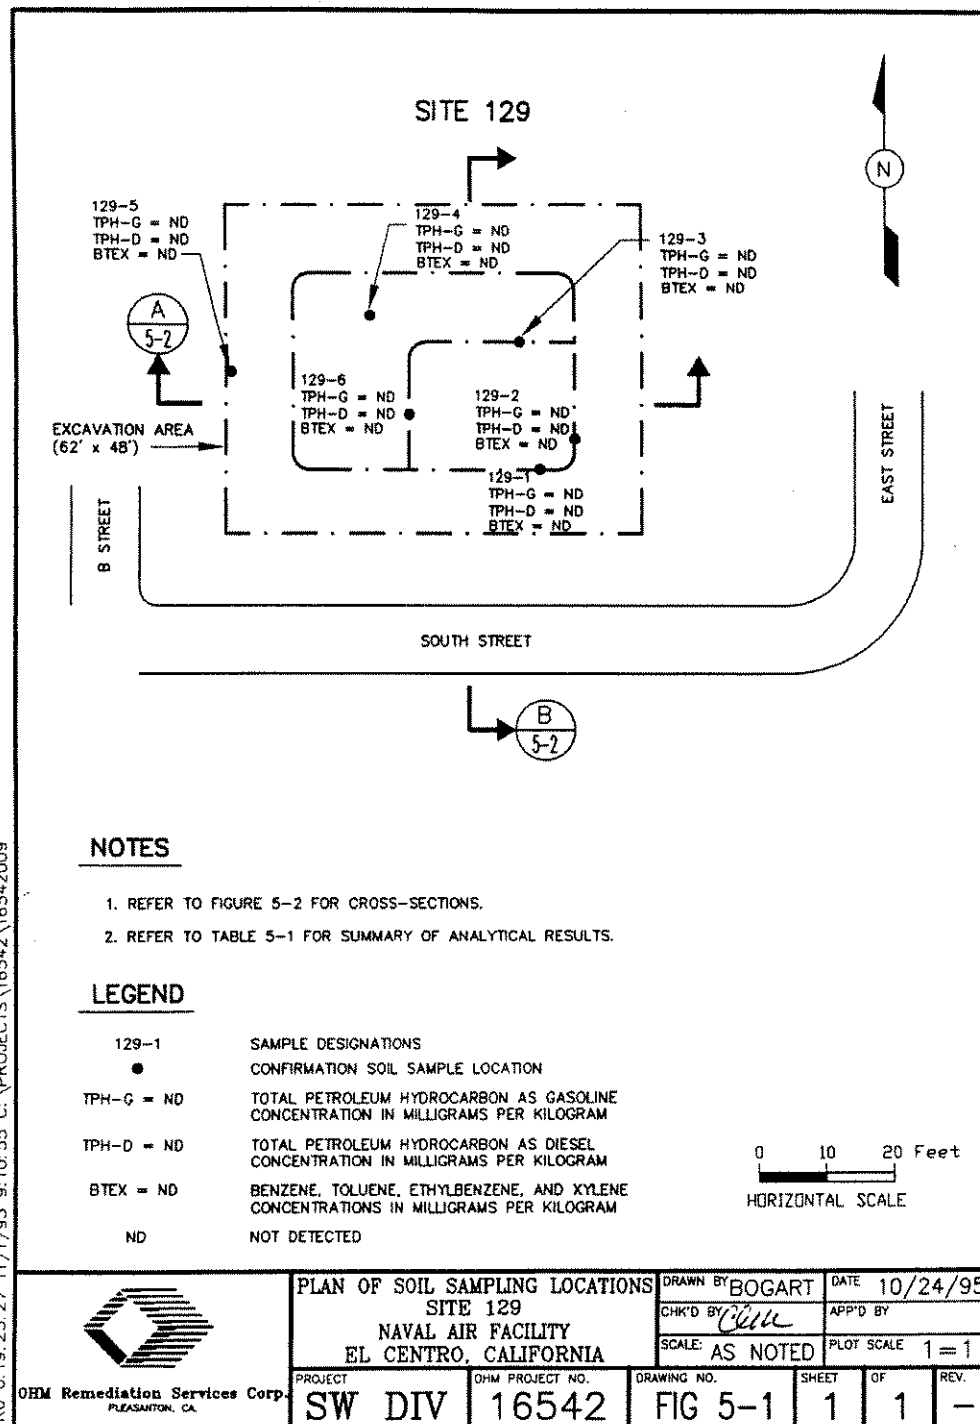 SITE 129
N
129-5
TPH-G = ND
TPH-D = ND
BTEX = ND
129-4
TPH-G = ND
TPH-D = ND
BTEX = ND
129-3
TPH-G = ND
TPH-D = ND
BTEX = ND
A
5-2
129-6
TPH-G = ND
TPH-D = ND
BTEX = ND
129-2
TPH-G = ND
TPH-D = ND
BTEX = ND
EXCAVATION AREA
(62' x 48')
129-1
TPH-G = ND
TPH-D = ND
BTEX = ND
B STREET
EAST STREET
SOUTH STREET
B
5-2
NOTES
1. REFER TO FIGURE 5-2 FOR CROSS-SECTIONS.
2. REFER TO TABLE 5-1 FOR SUMMARY OF ANALYTICAL RESULTS.
LEGEND
129-1 SAMPLE DESIGNATIONS
CONFIRMATION SOIL SAMPLE LOCATION
TPH-G = ND TOTAL PETROLEUM HYDROCARBON AS GASOLINE
CONCENTRATION IN MILLIGRAMS PER KILOGRAM
TPH-D = ND TOTAL PETROLEUM HYDROCARBON AS DIESEL
CONCENTRATION IN MILLIGRAMS PER KILOGRAM
BTEX = ND BENZENE, TOLUENE, ETHYLBENZENE, AND XYLENE
CONCENTRATIONS IN MILLIGRAMS PER KILOGRAM
ND NOT DETECTED
0 10 20 Feet
HORIZONTAL SCALE
OHM Remediation Services Corp.
PLEASANTON, CA.
PLAN OF SOIL SAMPLING LOCATIONS
SITE 129
NAVAL AIR FACILITY
EL CENTRO, CALIFORNIA
DRAWN BY BOGART
DATE 10/24/95
CHK'D BY
APP'D BY
SCALE: AS NOTED
PLOT SCALE 1=1
PROJECT
SW DIV
OHM PROJECT NO.
16542
DRAWING NO.
FIG 5-1
SHEET
1
OF
1
REV.
-